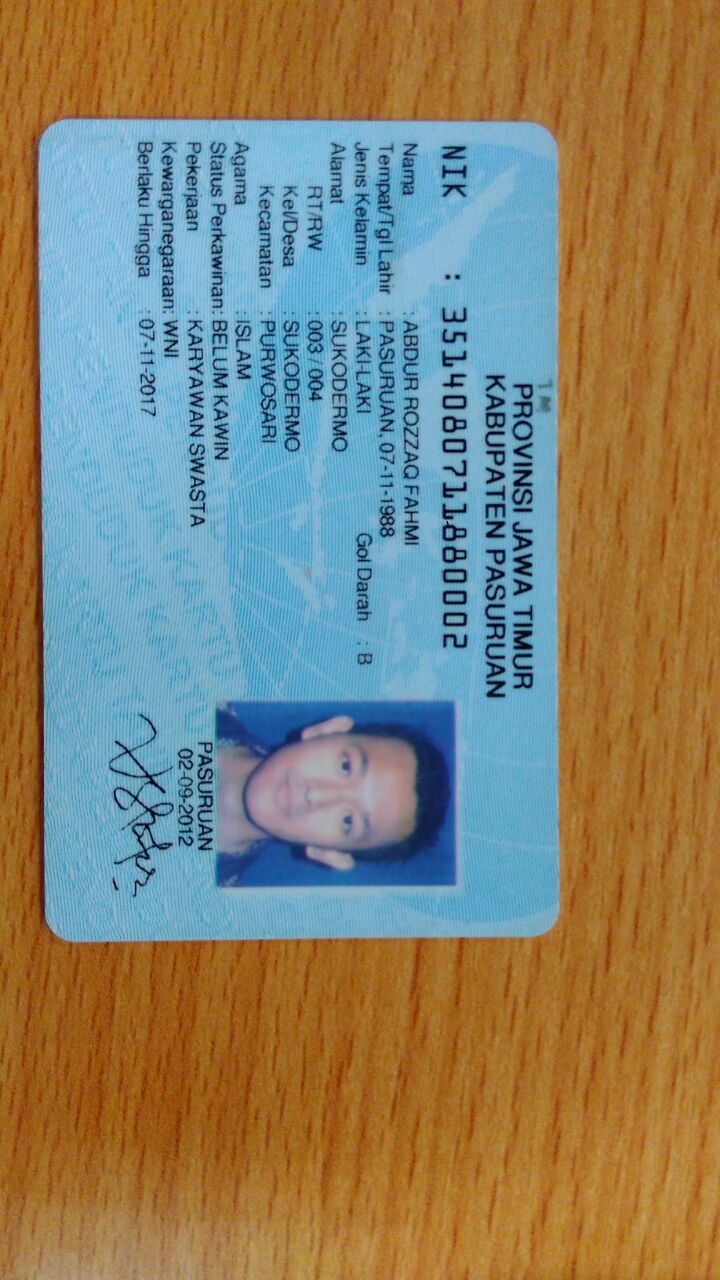 PROVINSI JAWA TIMUR
KABUPATEN PASURUAN
NIK : 3514080711880002
Nama : ABDUR ROZZAQ FAHMI
Tempat/Tgl Lahir : PASURUAN, 07-11-1988
Jenis Kelamin : LAKI-LAKI Gol Darah : B
Alamat : SUKODERMO
RT/RW : 003 / 004
Kel/Desa : SUKODERMO
Kecamatan : PURWOSARI
Agama : ISLAM
Status Perkawinan: BELUM KAWIN
Pekerjaan : KARYAWAN SWASTA
Kewarganegaraan: WNI
Berlaku Hingga : 07-11-2017
PASURUAN
02-09-2012